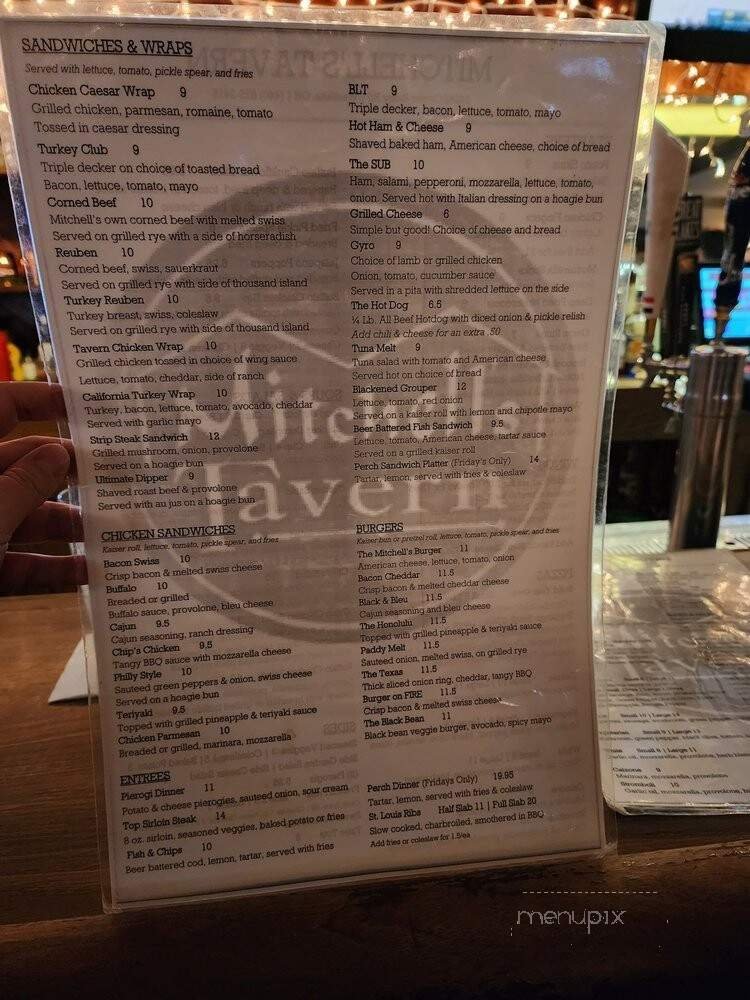 SANDWICHES & WRAPS
Served with lettuce, tomato, pickle spear, and fries
Chicken Caesar Wrap 9
Grilled chicken, parmesan, romaine, tomato
Tossed in caesar dressing
Turkey Club 9
Triple decker on choice of toasted bread
Bacon, lettuce, tomato, mayo
Corned Beef 10
Mitchell's own corned beef with melted swiss
Served on grilled rye with a side of horseradish
Reuben 10
Corned beef, swiss, sauerkraut
Served on grilled rye with side of thousand island
Turkey Reuben 10
Turkey breast, swiss, coleslaw
Served on grilled rye with side of thousand island
Tavern Chicken Wrap 10
Grilled chicken tossed in choice of wing sauce
Lettuce, tomato, cheddar, side of ranch
California Turkey Wrap 10
Turkey, bacon, lettuce, tomato, avocado, cheddar
Served with garlic mayo
Strip Steak Sandwich 12
Grilled mushroom, onion, provolone
Served on a hoagie bun
Ultimate Dipper 9
Shaved roast beef & provolone
Served with au jus on a hoagie bun
BLT 9
Triple decker, bacon, lettuce, tomato, mayo
Hot Ham & Cheese 9
Shaved baked ham, American cheese, choice of bread
The SUB 10
Ham, salami, pepperoni, mozzarella, lettuce, tomato,
onion. Served hot with Italian dressing on a hoagie bun
Grilled Cheese 6
Simple but good! Choice of cheese and bread
Gyro 9
Choice of lamb or grilled chicken
Onion, tomato, cucumber sauce
Served in a pita with shredded lettuce on the side
The Hot Dog 6.5
¼ Lb. All Beef Hotdog with diced onion & pickle relish
Add chili & cheese for an extra .50
Tuna Melt 9
Tuna salad with tomato and American cheese
Served hot on choice of bread
Blackened Grouper 12
Lettuce, tomato, red onion
Served on a kaiser roll with lemon and chipotle mayo
Beer Battered Fish Sandwich 9.5
Lettuce, tomato, American cheese, tartar sauce
Served on a grilled kaiser roll
Perch Sandwich Platter (Friday's Only) 14
Tartar, lemon, served with fries & coleslaw
Mitchell's
Tavern
CHICKEN SANDWICHES
Kaiser roll, lettuce, tomato, pickle spear, and fries
Bacon Swiss 10
Crisp bacon & melted swiss cheese
Buffalo 10
Breaded or grilled
Buffalo sauce, provolone, bleu cheese
Cajun 9.5
Cajun seasoning, ranch dressing
Chip's Chicken 9.5
Tangy BBQ sauce with mozzarella cheese
Philly Style 10
Sauteed green peppers & onion, swiss cheese
Served on a hoagie bun
Teriyaki 9.5
Topped with grilled pineapple & teriyaki sauce
Chicken Parmesan 10
Breaded or grilled, marinara, mozzarella
BURGERS
Kaiser bun or pretzel roll, lettuce, tomato, pickle spear, and fries
The Mitchell's Burger 11
American cheese, lettuce, tomato, onion
Bacon Cheddar 11.5
Crisp bacon & melted cheddar cheese
Black & Bleu 11.5
Cajun seasoning and bleu cheese
The Honolulu 11.5
Topped with grilled pineapple & teriyaki sauce
Paddy Melt 11.5
Sauteed onion, melted swiss, on grilled rye
The Texas 11.5
Thick sliced onion ring, cheddar, tangy BBQ
Burger on FIRE 11.5
Crisp bacon & melted swiss cheese
The Black Bean 11
Black bean veggie burger, avocado, spicy mayo
ENTREES
Pierogi Dinner 11
Potato & cheese pierogies, sauteed onion, sour cream
Top Sirloin Steak 14
8 oz. sirloin, seasoned veggies, baked potato or fries
Fish & Chips 10
Beer battered cod, lemon, tartar, served with fries
Perch Dinner (Fridays Only) 19.95
Tartar, lemon, served with fries & coleslaw
St. Louis Ribs Half Slab 11 | Full Slab 20
Slow cooked, charbroiled, smothered in BBQ
Add fries or coleslaw for 1.5/ea
Small 10 | Large 14
Small 8 | Large 11
Calzone 9
Marinara, mozzarella, provolone
Stromboli 10
Garlic oil, mozzarella, provolone,
menupix